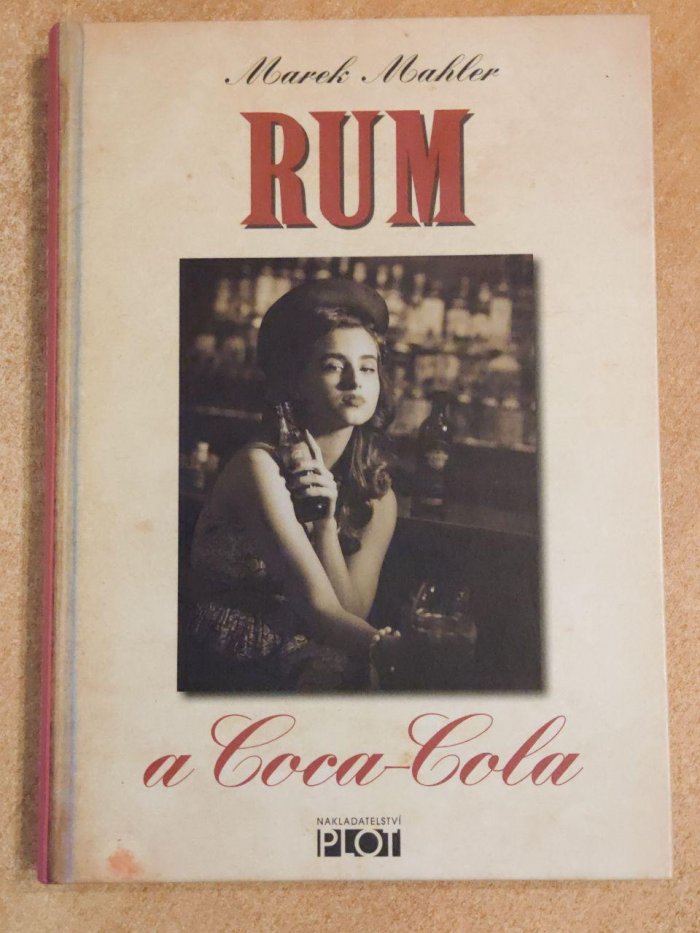 Marek Mahler
RUM
a Coca-Cola
NAKLADATELSTVÍ
PLOT